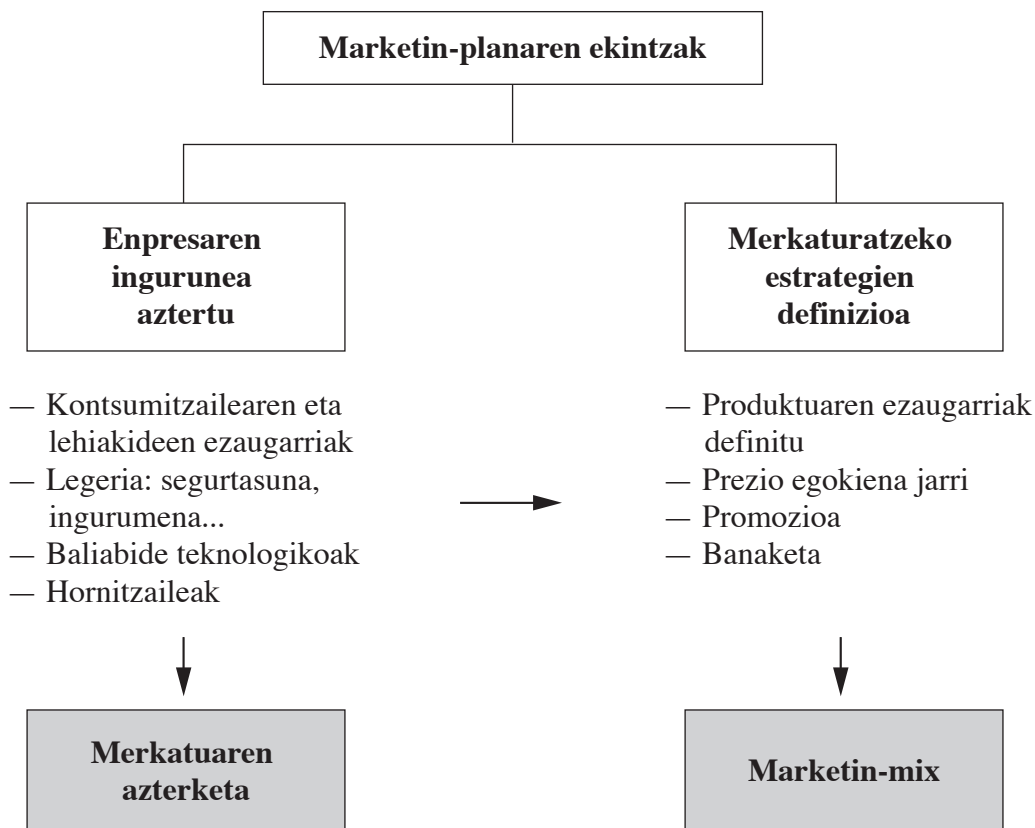 Marketin-planaren ekintzak
Enpresaren
ingurunea
aztertu
— Kontsumitzailearen eta
lehiakideen ezaugarriak
— Legeria: segurtasuna,
ingurumena...
— Baliabide teknologikoak
— Hornitzaileak
Merkatuaren
azterketa
Merkaturatzeko
estrategien
definizioa
— Produktuaren ezaugarriak
definitu
— Prezio egokiena jarri
— Promozioa
— Banaketa
Marketin-mix